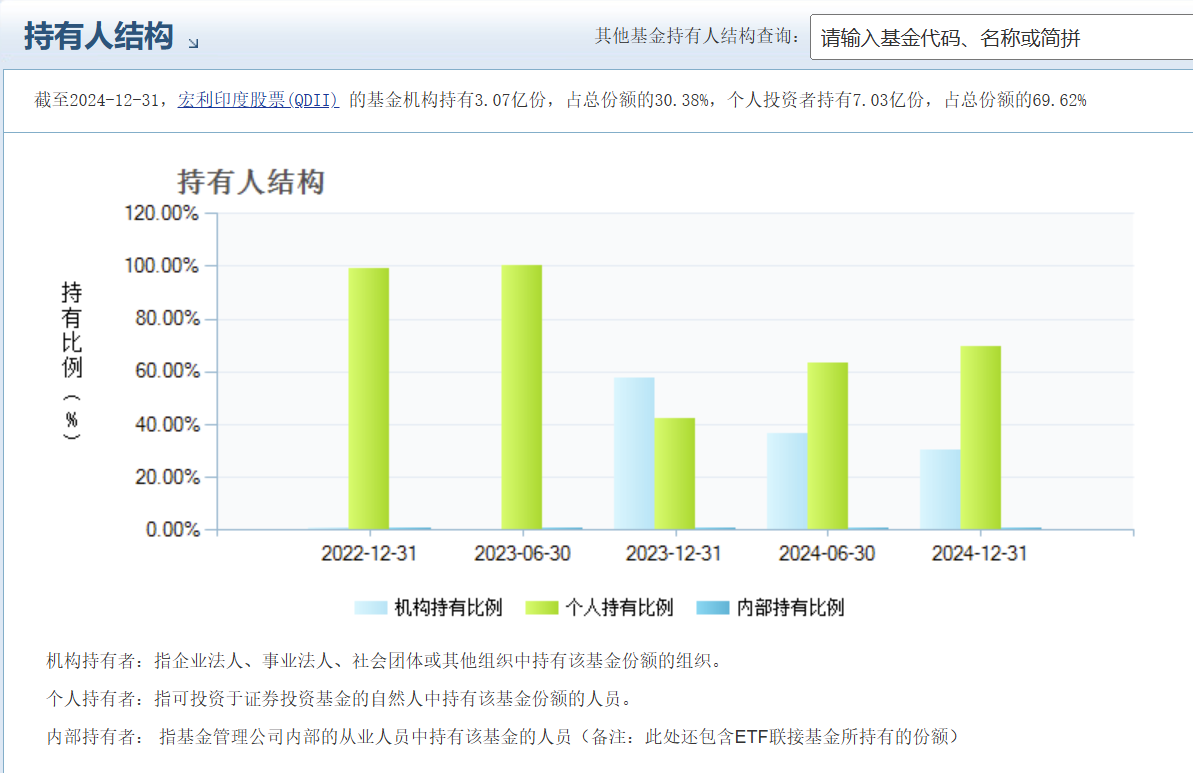 持有人结构
其他基金持有人结构查询：
请输入基金代码、名称或简拼
截至2024-12-31，宏利印度股票(QDII) 的基金机构持有3.07亿份，占总份额的30.38%，个人投资者持有7.03亿份，占总份额的69.62%
持有人结构
持有比例（%）
120.00%
100.00%
80.00%
60.00%
40.00%
20.00%
0.00%
2022-12-31 2023-06-30 2023-12-31 2024-06-30 2024-12-31
机构持有比例 个人持有比例 内部持有比例
机构持有者：指企业法人、事业法人、社会团体或其他组织中持有该基金份额的组织。
个人持有者：指可投资于证券投资基金的自然人中持有该基金份额的人员。
内部持有者： 指基金管理公司内部的从业人员中持有该基金的人员（备注：此处还包含ETF联接基金所持有的份额）